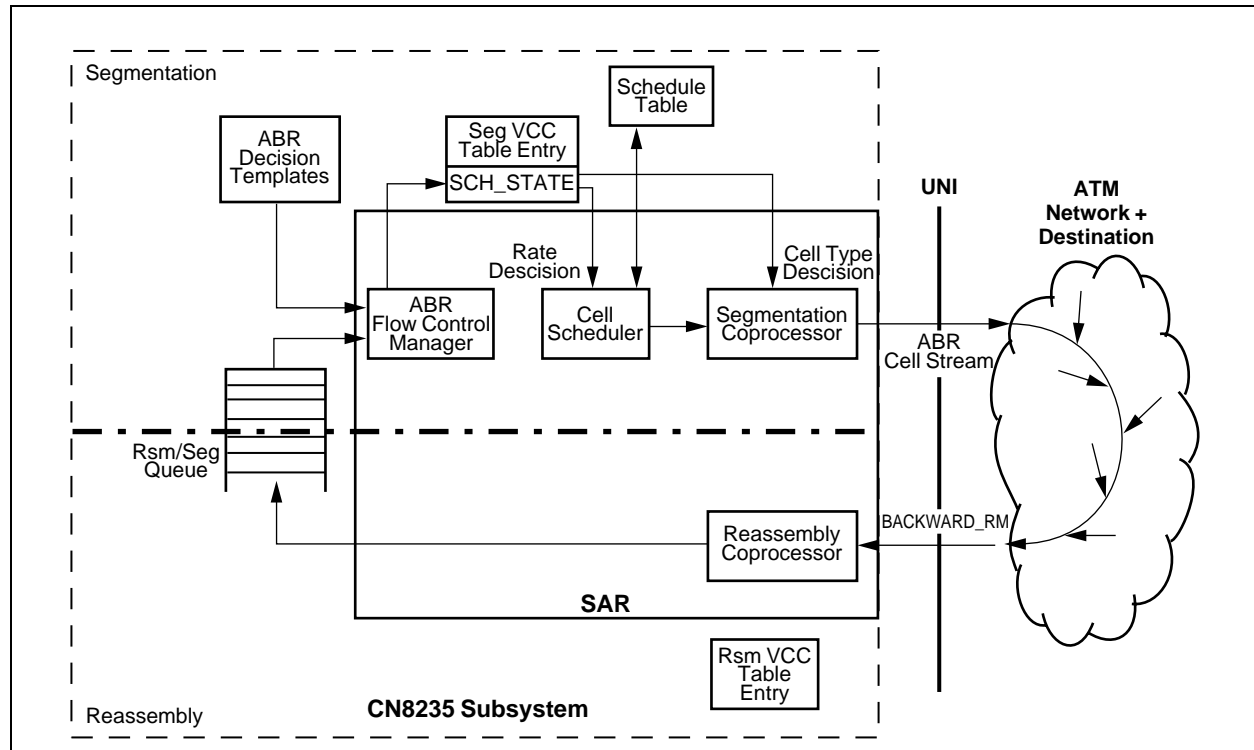 Segmentation
Schedule
Table
ABR
Decision
Templates
Seg VCC
Table Entry
SCH_STATE
UNI
ATM
Network +
Destination
Rate
Descision
Cell Type
Descision
ABR
Flow Control
Manager
Cell
Scheduler
Segmentation
Coprocessor
ABR
Cell Stream
Rsm/Seg
Queue
Reassembly
Coprocessor
BACKWARD_RM
SAR
Rsm VCC
Table
Entry
CN8235 Subsystem
Reassembly